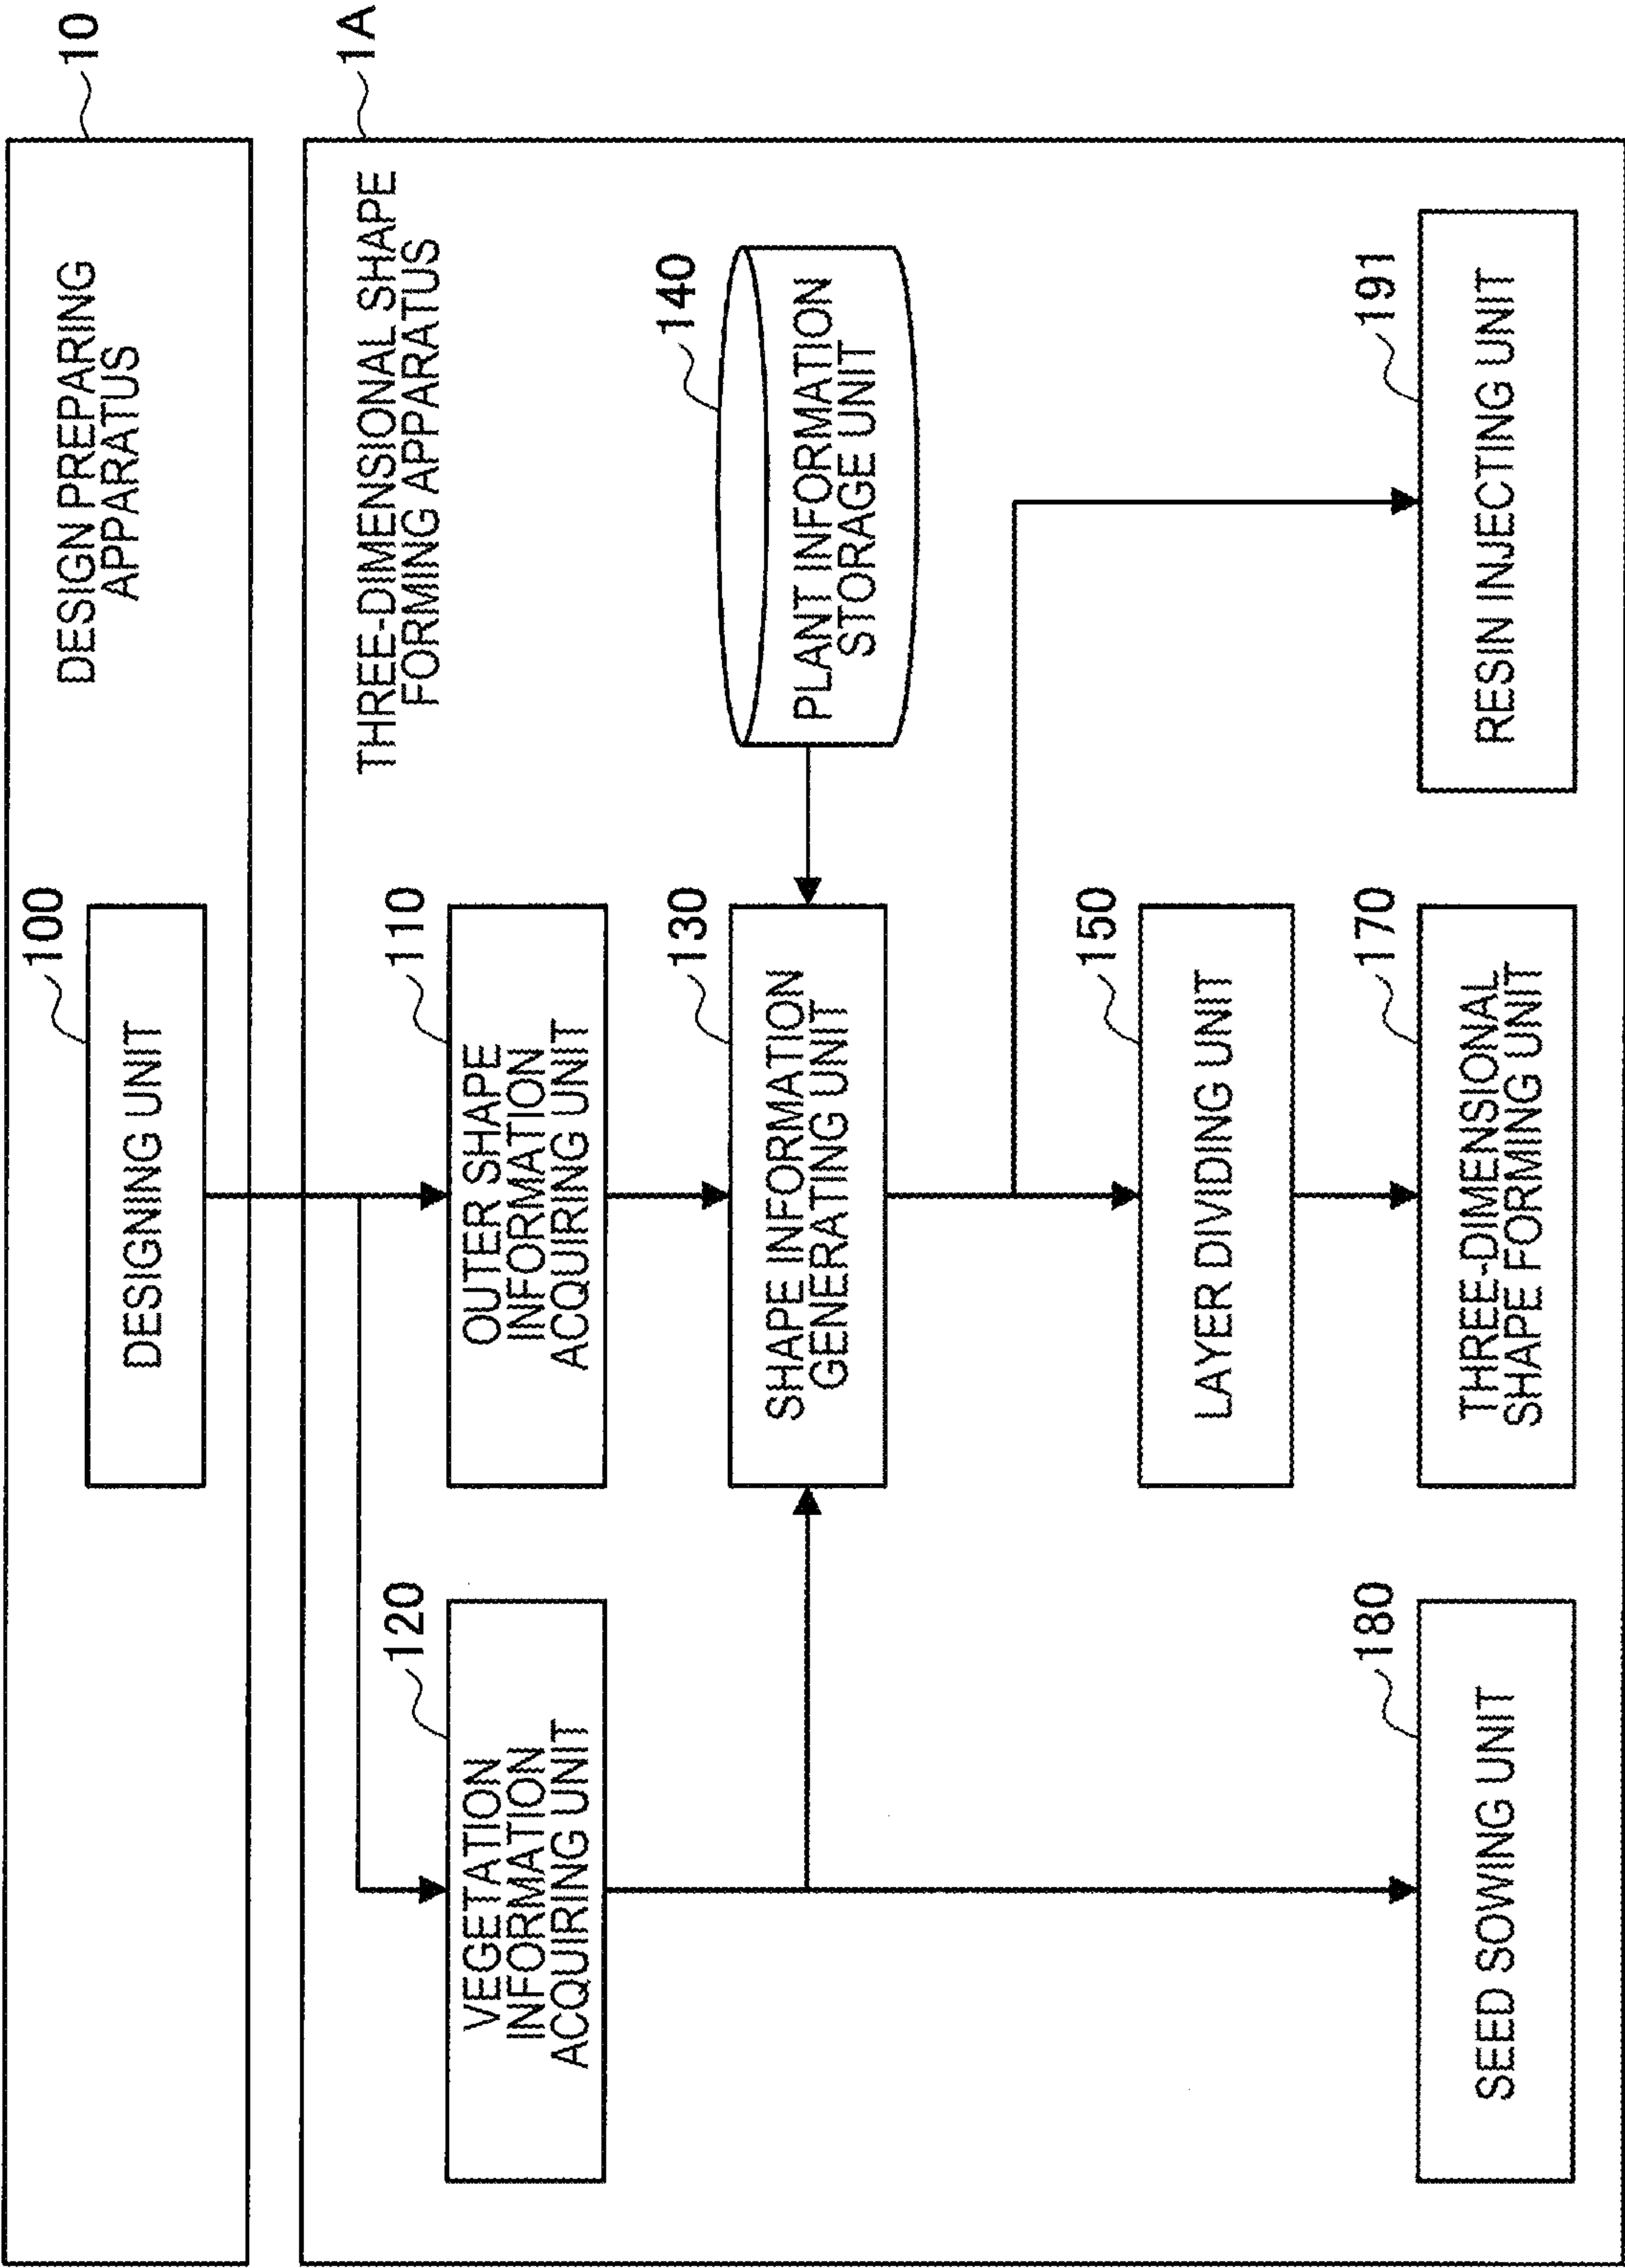 10
DESIGN PREPARING
APPARATUS
100
DESIGNING UNIT
1A
THREE-DIMENSIONAL SHAPE
FORMING APPARATUS
120
VEGETATION
INFORMATION
ACQUIRING UNIT
110
OUTER SHAPE
INFORMATION
ACQUIRING UNIT
130
SHAPE INFORMATION
GENERATING UNIT
140
PLANT INFORMATION
STORAGE UNIT
150
LAYER DIVIDING UNIT
180
SEED SOWING UNIT
170
THREE-DIMENSIONAL
SHAPE FORMING UNIT
191
RESIN INJECTING UNIT